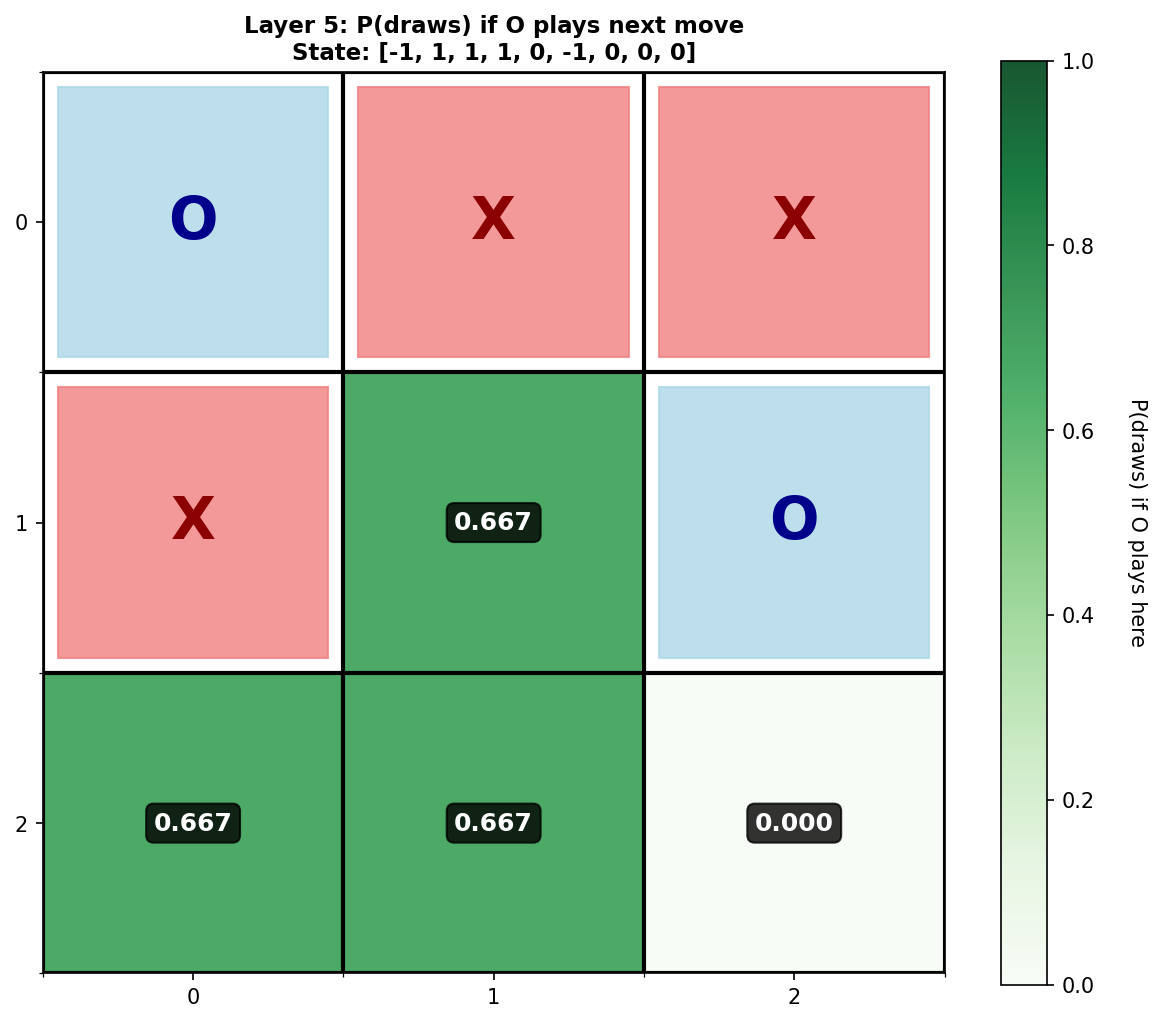 Layer 5: P(draws) if O plays next move
State: [-1, 1, 1, 1, 0, -1, 0, 0, 0]
0
O
X
X
1
X
0.667
O
2
0.667
0.667
0.000
0
1
2
1.0
0.8
0.6
0.4
0.2
0.0
P(draws) if O plays here